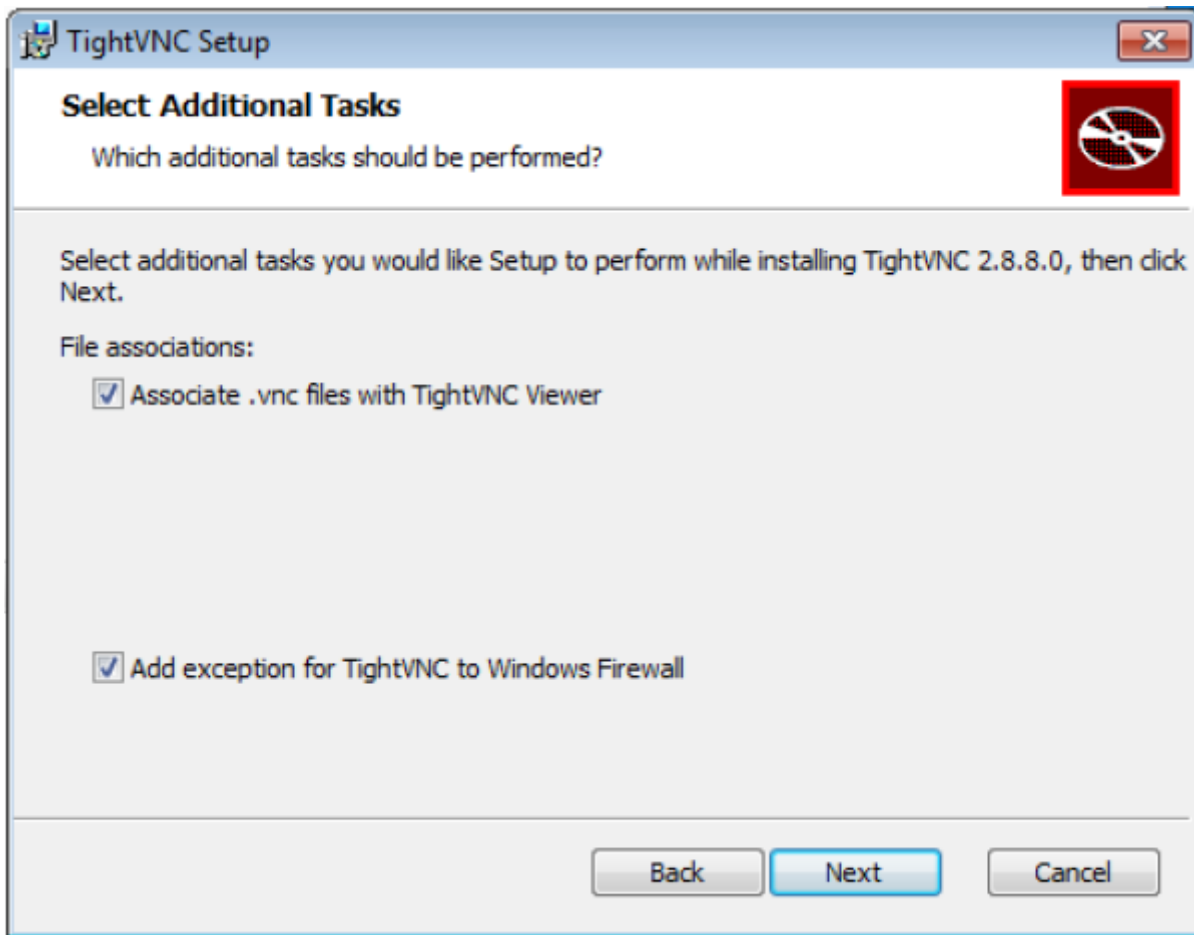 TightVNC Setup
Select Additional Tasks
Which additional tasks should be performed?
Select additional tasks you would like Setup to perform while installing TightVNC 2.8.8.0, then click
Next.
File associations:
Associate .vnc files with TightVNC Viewer
Add exception for TightVNC to Windows Firewall
Back Next Cancel